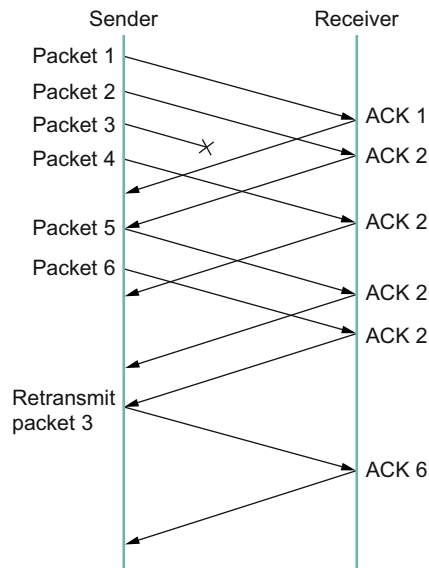 Sender
Receiver
Packet 1
Packet 2
Packet 3
Packet 4
Packet 5
Packet 6
Retransmit
packet 3
ACK 1
ACK 2
ACK 2
ACK 2
ACK 2
ACK 6